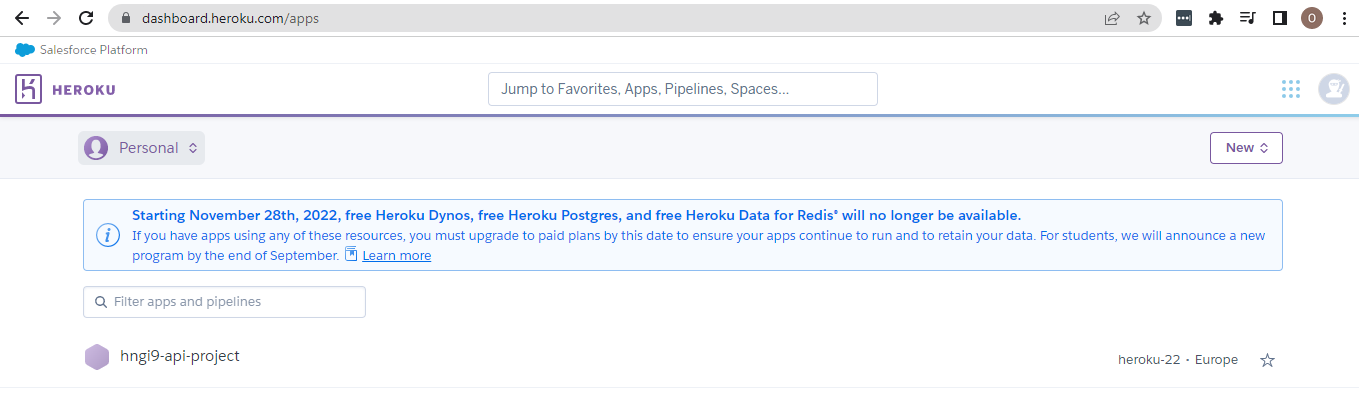 dashboard.heroku.com/apps
O
Salesforce Platform
HEROKU
Jump to Favorites, Apps, Pipelines, Spaces...
Personal
New
Starting November 28th, 2022, free Heroku Dynos, free Heroku Postgres, and free Heroku Data for Redis® will no longer be available.
If you have apps using any of these resources, you must upgrade to paid plans by this date to ensure your apps continue to run and to retain your data. For students, we will announce a new
program by the end of September. Learn more
Filter apps and pipelines
hngi9-api-project
heroku-22 · Europe